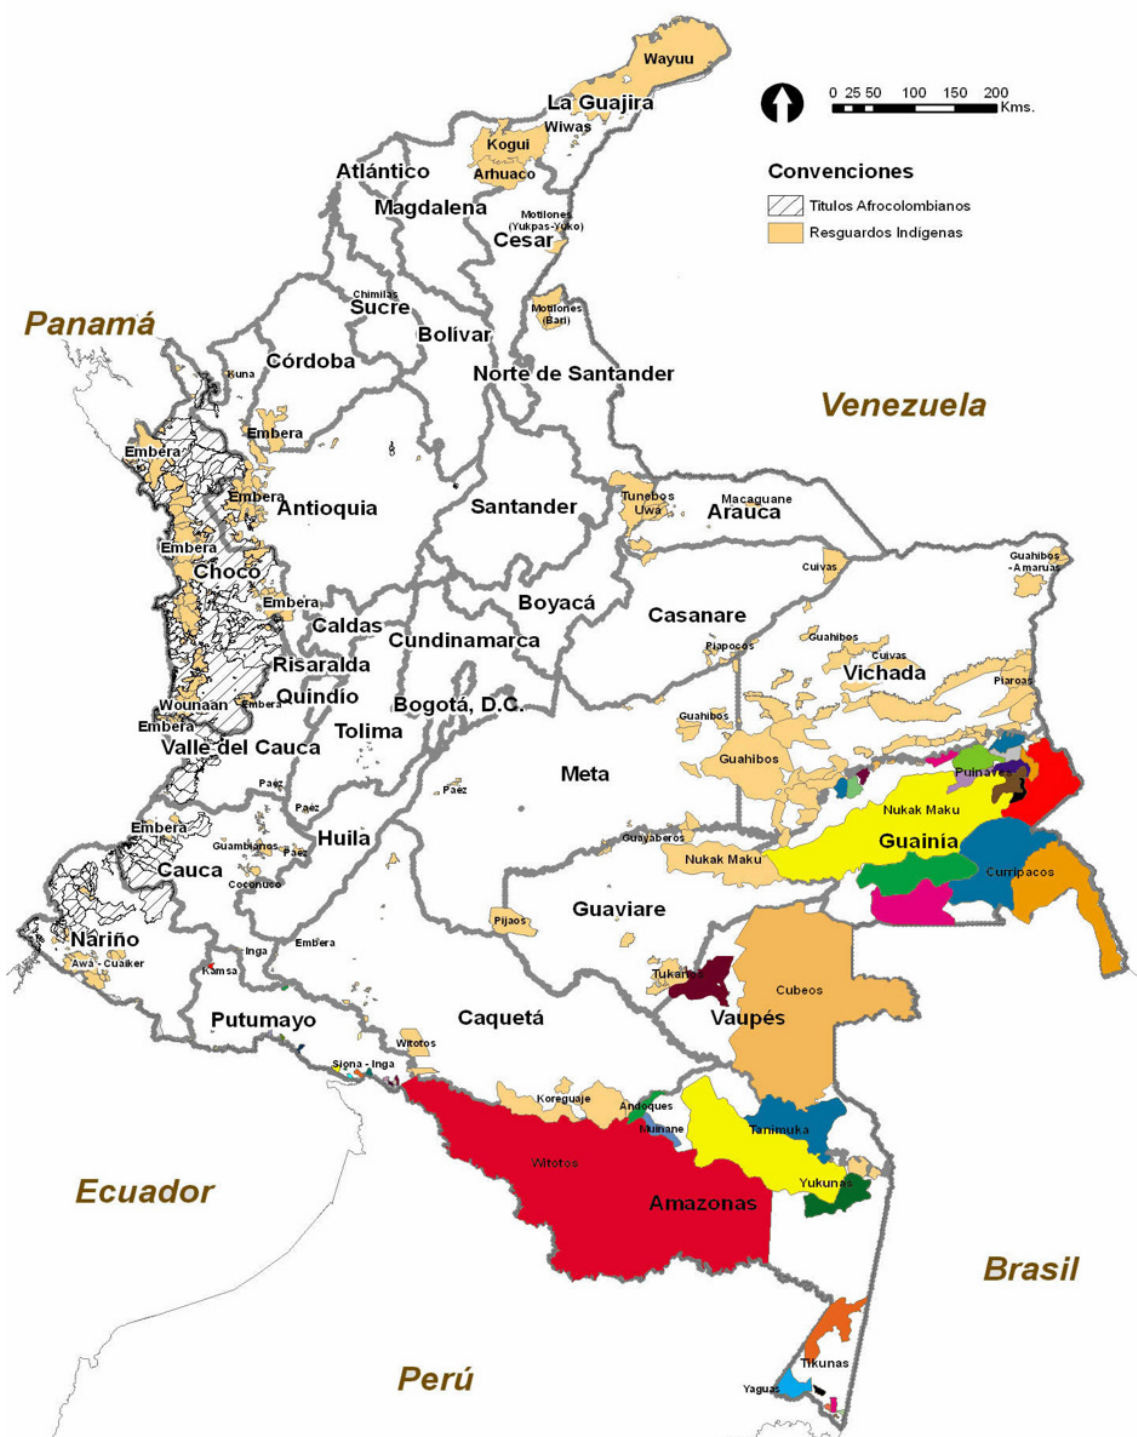 Wayuu
La Guajira
Wiwas
Kogui
Arhuaco
0 25 50 100 150 200
Kms.
Convenciones
Títulos Afrocolombianos
Resguardos Indígenas
Atlántico
Magdalena
Motilones
(Yukpas-Yuko)
Cesar
Chimilas
Sucre
Motilones
(Bari)
Panamá
Bolívar
Córdoba
Kuna
Norte de Santander
Venezuela
Embera
Embera
Embera
Antioquia
Santander
Tunebos
Uwa
Macaguane
Arauca
Embera
Chocó
Cuivas
Guahibos
-Amaruas
Embera
Caldas
Boyacá
Casanare
Cundinamarca
Guahibos
Piapocos
Cuivas
Vichada
Risaralda
Piaroas
Quindío
Wounaan
Embera
Bogotá, D.C.
Embera
Tolima
Guahibos
Valle del Cauca
Guahibos
Meta
Puinaves
Paez
Paez
Paez
Nukak Maku
Embera
Huila
Guambianos
Paez
Guayaberos
Guainía
Cauca
Nukak Maku
Curripacos
Coconuco
Guaviare
Pijaos
Nariño
Embera
Inga
Awá - Cuaiker
Kamsa
Tukanos
Cubeos
Putumayo
Caquetá
Vaupés
Witotos
Siona - Inga
Koreguaje
Andoques
Muinane
Tanimuka
Witotos
Yukunas
Ecuador
Amazonas
Brasil
Perú
Tikunas
Yaguas